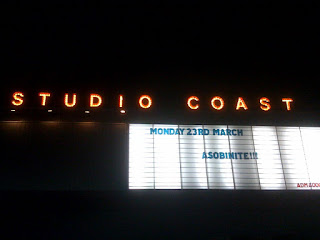 STUDIO COAST
MONDAY 23RD MARCH
ASOBINITE!!!